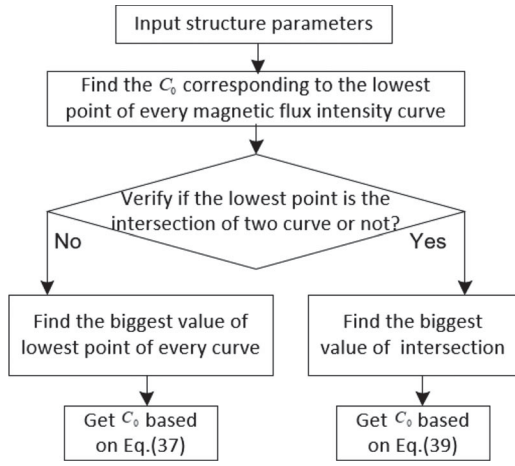 Input structure parameters
Find the C₀ corresponding to the lowest
point of every magnetic flux intensity curve
Verify if the lowest point is the
intersection of two curve or not?
No
Yes
Find the biggest value of
lowest point of every curve
Find the biggest
value of intersection
Get C₀ based
on Eq.(37)
Get C₀ based
on Eq.(39)